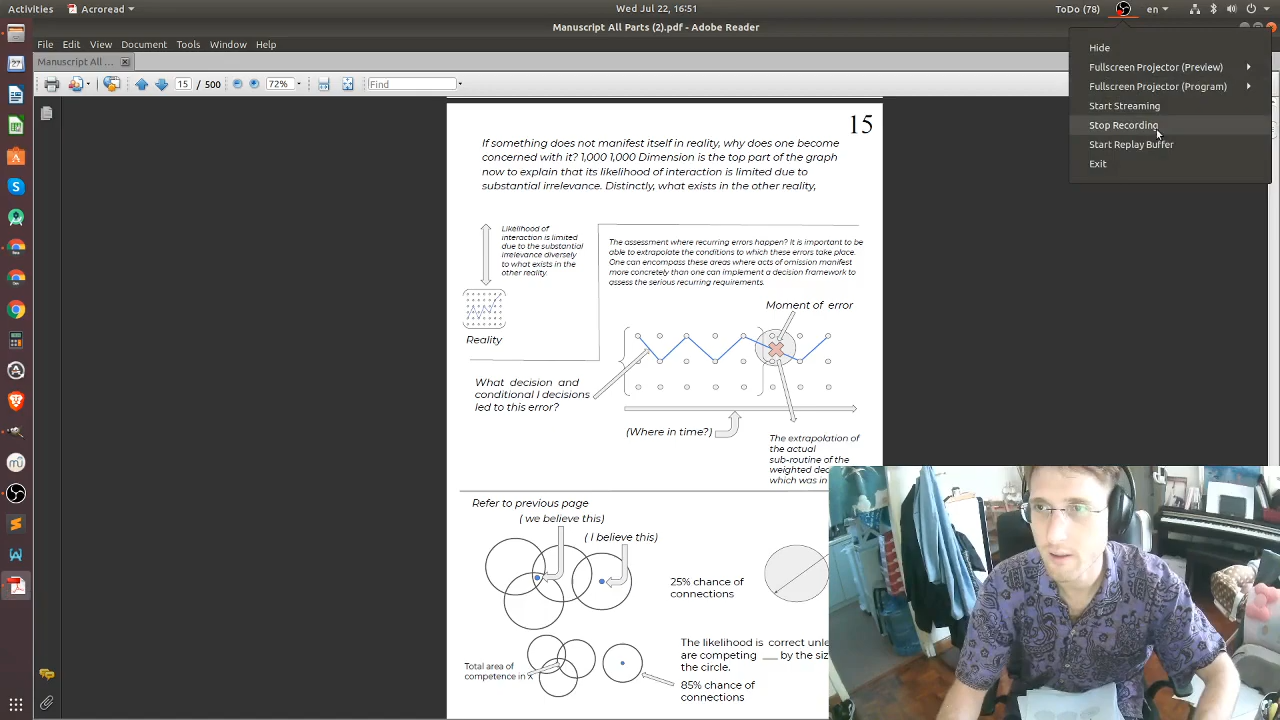 Activities
Acroread
Wed Jul 22, 16:51
ToDo (78)
en
Manuscript All Parts (2).pdf - Adobe Reader
File Edit View Document Tools Window Help
Manuscript All ...
15 / 500
72%
Find
Hide
Fullscreen Projector (Preview)
Fullscreen Projector (Program)
Start Streaming
Stop Recording
Start Replay Buffer
Exit
15
If something does not manifest itself in reality, why does one become
concerned with it? 1,000 1,000 Dimension is the top part of the graph
now to explain that its likelihood of interaction is limited due to
substantial irrelevance. Distinctly, what exists in the other reality,
Likelihood of
interaction is limited
due to the substantial
irrelevance diversely
to what exists in the
other reality.
Reality
The assessment where recurring errors happen? It is important to be
able to extrapolate the conditions to which these errors take place.
One can encompass these areas where acts of omission manifest
more concretely than one can implement a decision framework to
assess the serious recurring requirements.
Moment of error
What decision and
conditional I decisions
led to this error?
(Where in time?)
The extrapolation of
the actual
sub-routine of the
weighted
which was in
Refer to previous page
( we believe this)
( I believe this)
25% chance of
connections
Total area of
competence in x
The likelihood is correct
are competing __ by the
the circle.
85% chance of
connections